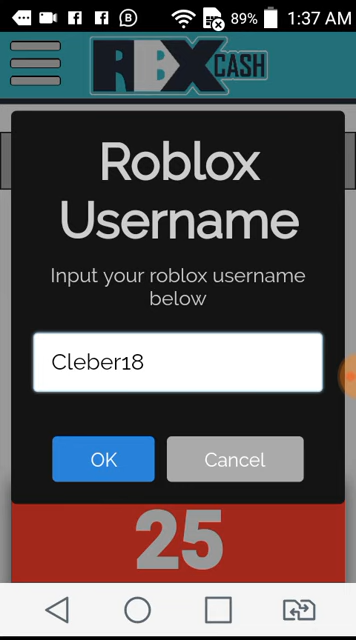 89% 1:37 AM
RBX CASH
Roblox
Username
Input your roblox username
below
Cleber18
OK Cancel
25